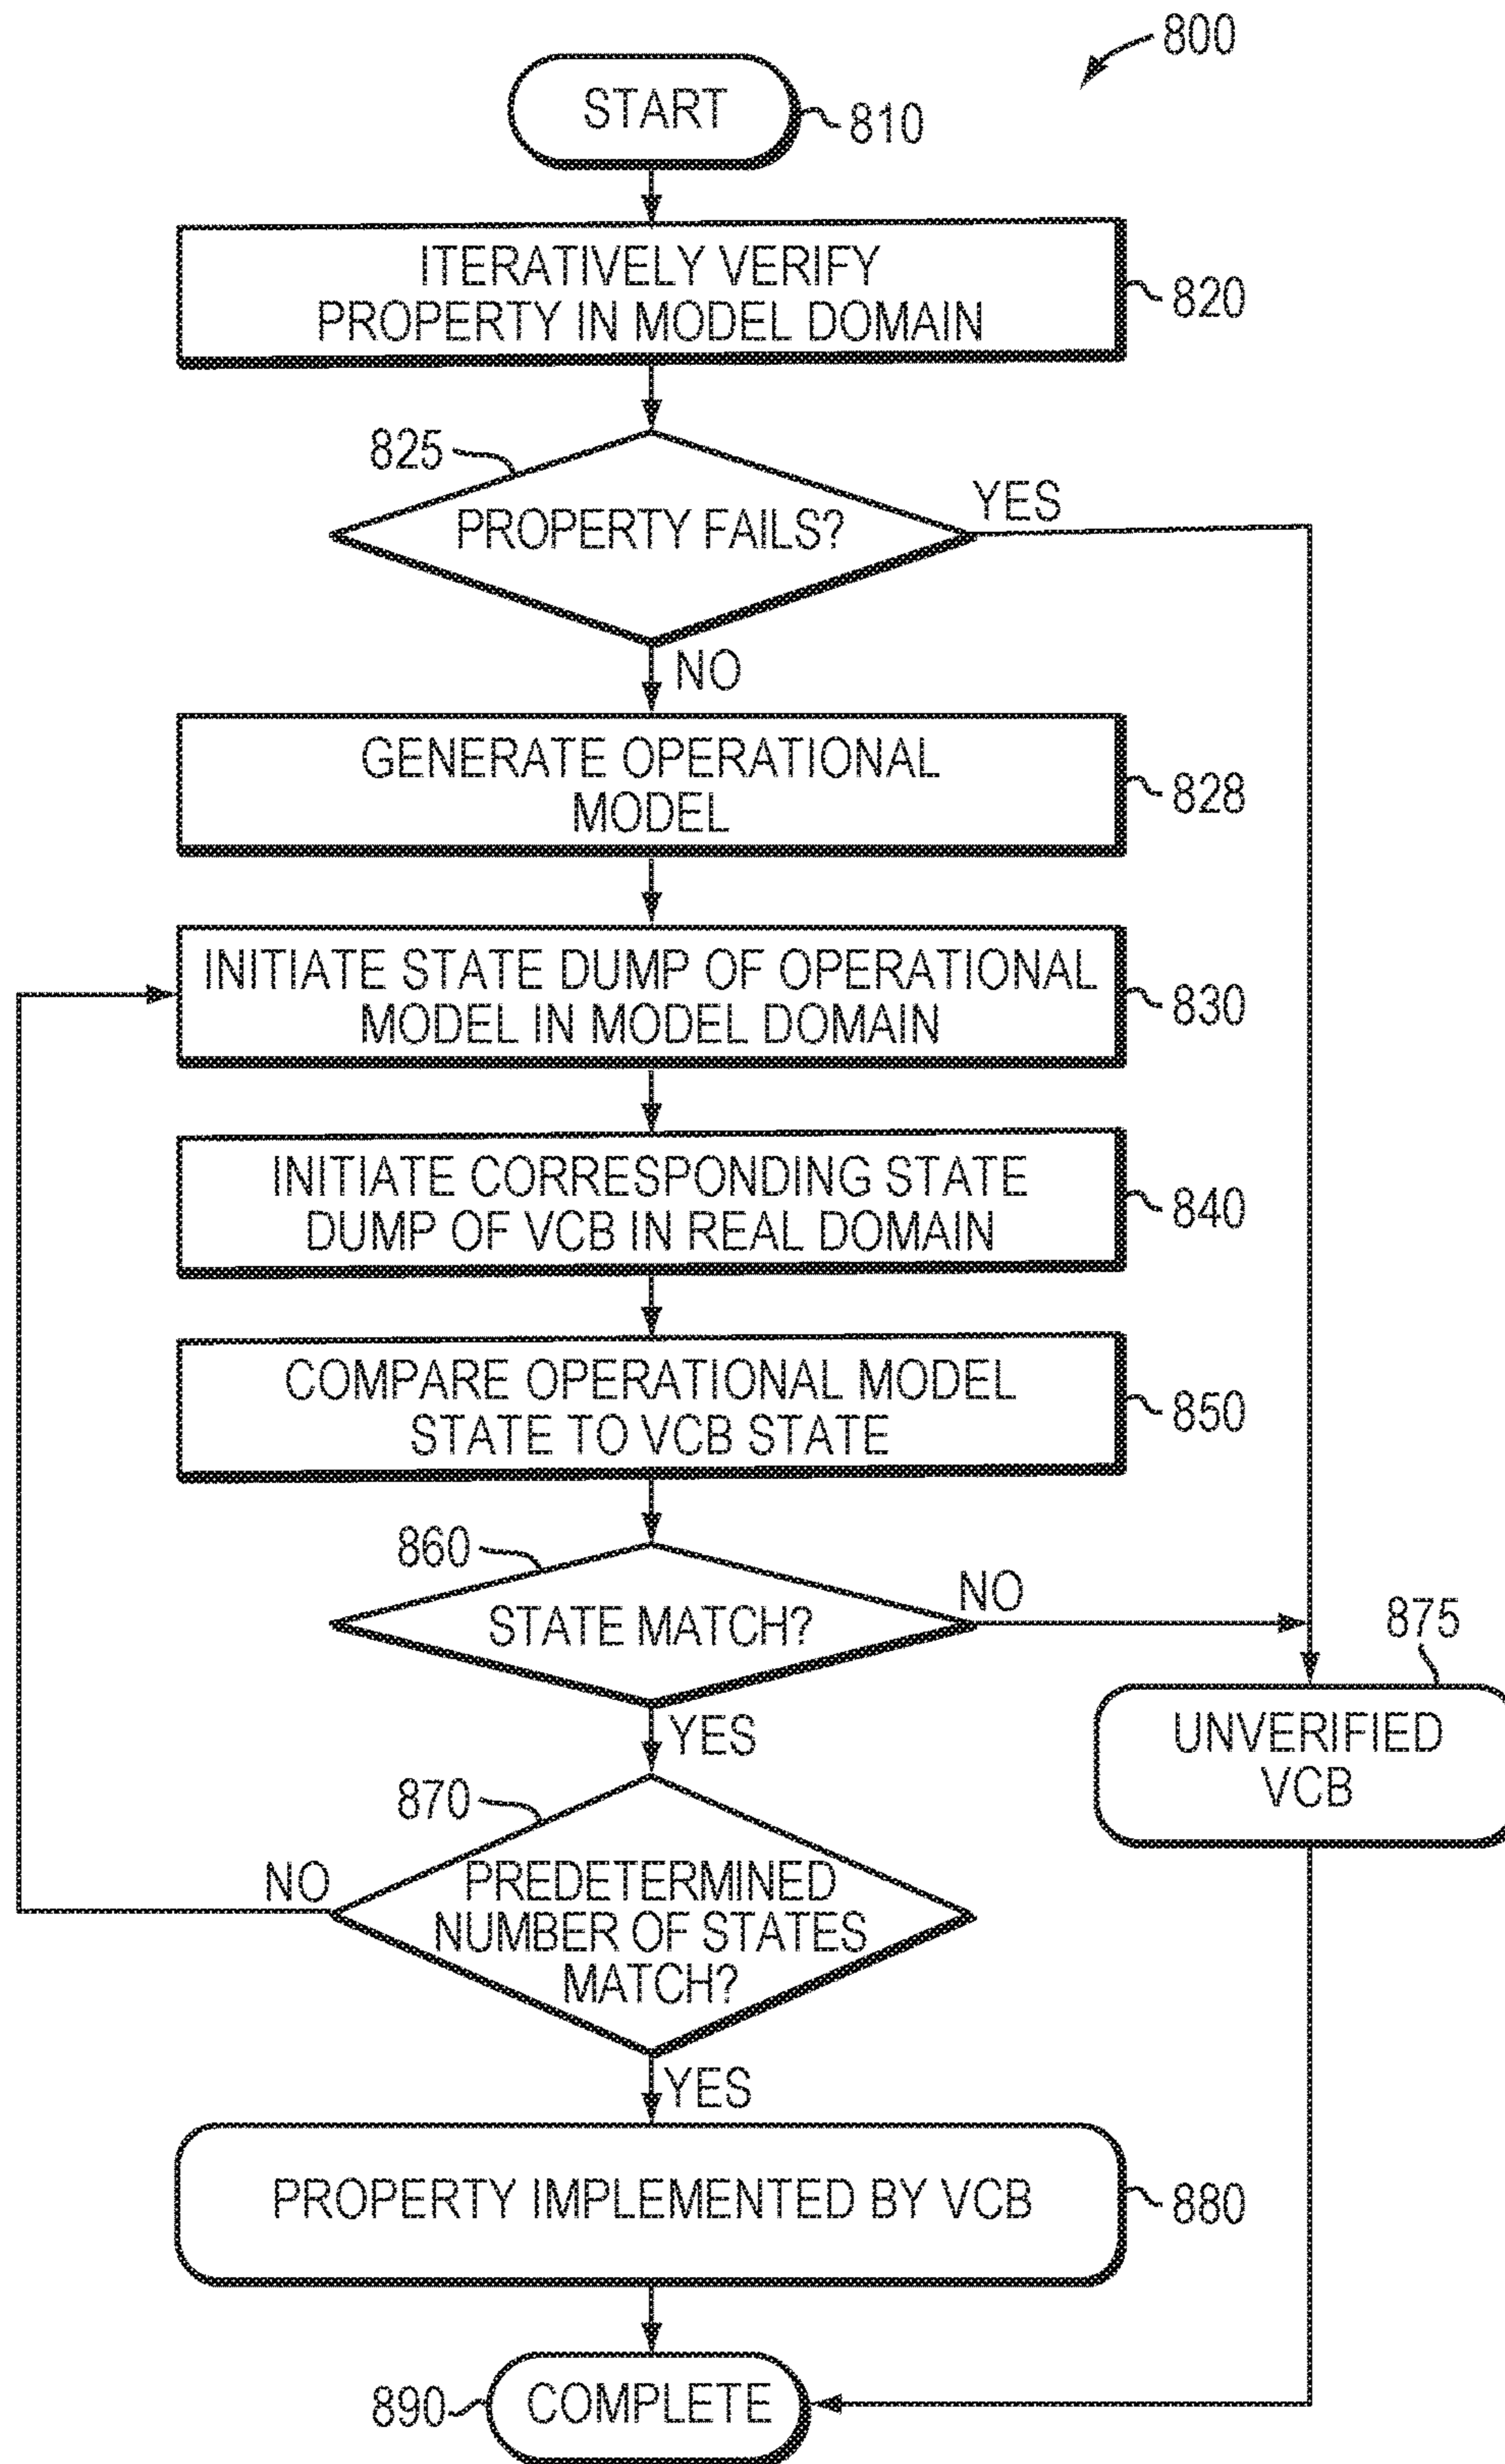 800
START
810
ITERATIVELY VERIFY
PROPERTY IN MODEL DOMAIN
820
825
PROPERTY FAILS?
YES
NO
GENERATE OPERATIONAL
MODEL
828
INITIATE STATE DUMP OF OPERATIONAL
MODEL IN MODEL DOMAIN
830
INITIATE CORRESPONDING STATE
DUMP OF VCB IN REAL DOMAIN
840
COMPARE OPERATIONAL MODEL
STATE TO VCB STATE
850
860
STATE MATCH?
NO
YES
875
UNVERIFIED
VCB
870
PREDETERMINED
NUMBER OF STATES
MATCH?
NO
YES
PROPERTY IMPLEMENTED BY VCB
880
890
COMPLETE